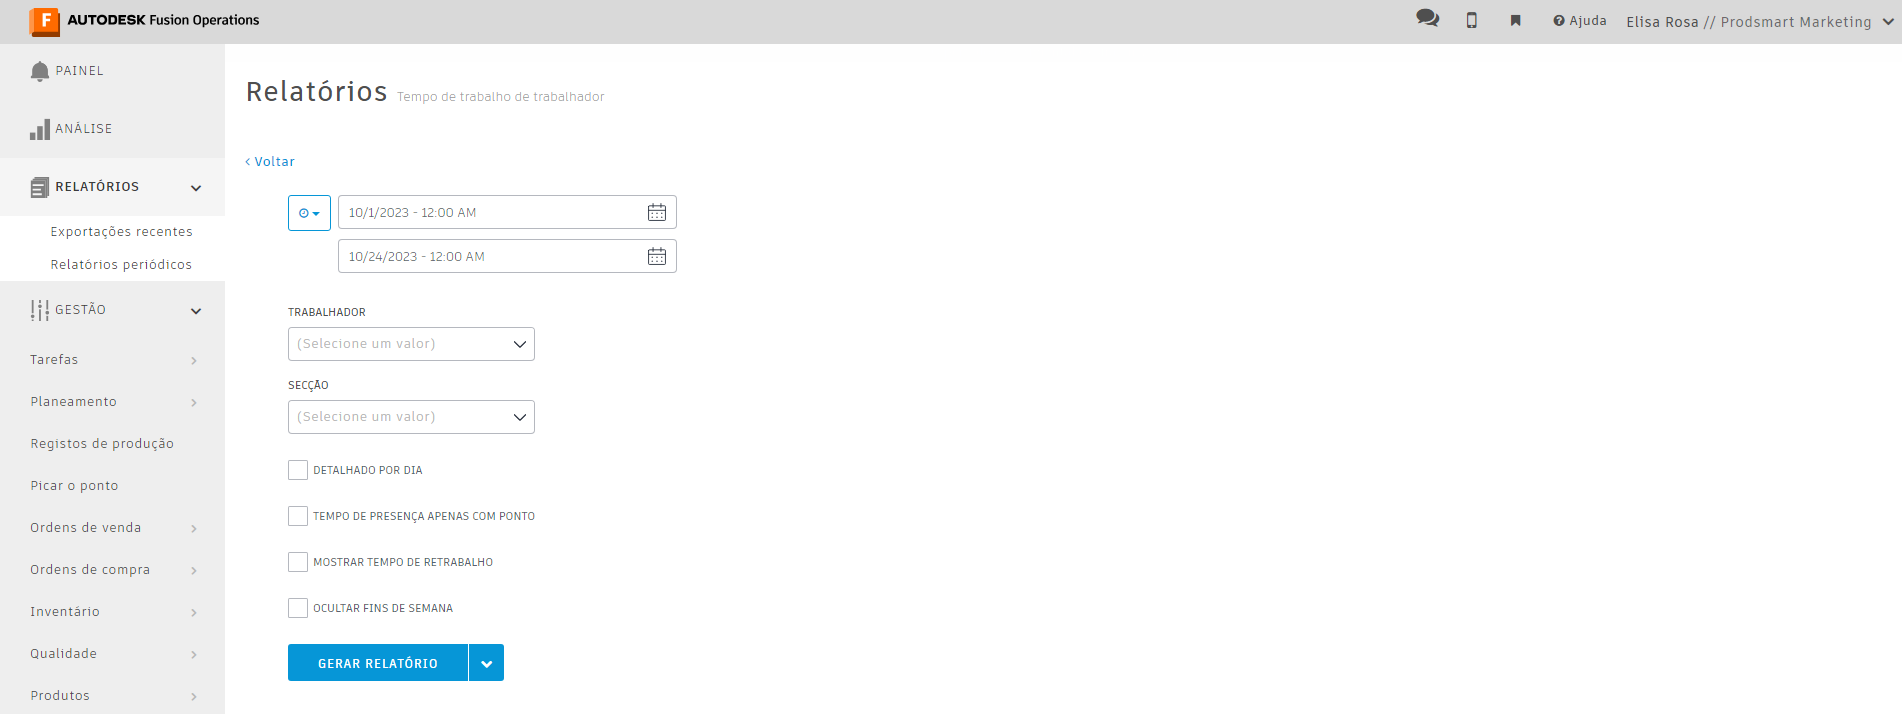 F AUTODESK Fusion Operations
Ajuda
Elisa Rosa // Prodsmart Marketing
PAINEL
ANÁLISE
RELATÓRIOS
Exportações recentes
Relatórios periódicos
GESTÃO
Tarefas
Planeamento
Registos de produção
Picar o ponto
Ordens de venda
Ordens de compra
Inventário
Qualidade
Produtos
Relatórios Tempo de trabalho de trabalhador
‹ Voltar
10/1/2023 - 12:00 AM
10/24/2023 - 12:00 AM
TRABALHADOR
(Selecione um valor)
SECÇÃO
(Selecione um valor)
DETALHADO POR DIA
TEMPO DE PRESENÇA APENAS COM PONTO
MOSTRAR TEMPO DE RETRABALHO
OCULTAR FINS DE SEMANA
GERAR RELATÓRIO